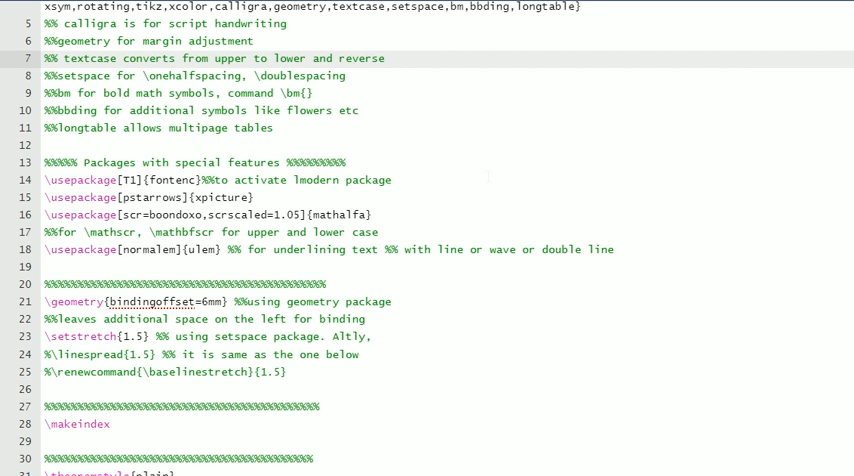 xsym,rotating,tikz,xcolor,calligra,geometry,textcase,setspace,bm,bbding,longtable}
5 %% calligra is for script handwriting
6 %%geometry for margin adjustment
7 %% textcase converts from upper to lower and reverse
8 %%setspace for \onehalfspacing, \doublespacing
9 %%bm for bold math symbols, command \bm{}
10 %%bbding for additional symbols like flowers etc
11 %%longtable allows multipage tables
12
13 %%%%% Packages with special features %%%%%%%%%
14 \usepackage[T1]{fontenc}%%to activate lmodern package
15 \usepackage[pstarrows]{xpicture}
16 \usepackage[scr=boondoxo,scrscaled=1.05]{mathalfa}
17 %%for \mathscr, \mathbfscr for upper and lower case
18 \usepackage[normalem]{ulem} %% for underlining text %% with line or wave or double line
19
20 %%%%%%%%%%%%%%%%%%%%%%%%%%%%%%%%%%%%%%%%%%%
21 \geometry{bindingoffset=6mm} %%using geometry package
22 %%leaves additional space on the left for binding
23 \setstretch{1.5} %% using setspace package. Altly,
24 %\linespread{1.5} %% it is same as the one below
25 %\renewcommand{\baselinestretch}{1.5}
26
27 %%%%%%%%%%%%%%%%%%%%%%%%%%%%%%%%%%%%%%%%%%
28 \makeindex
29
30 %%%%%%%%%%%%%%%%%%%%%%%%%%%%%%%%%%%%%%%%%
31 \theoremstyle{plain}